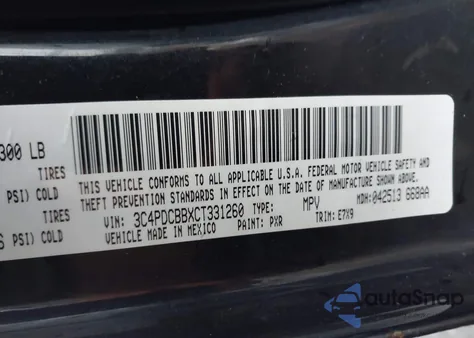 300 LB
TIRES
PSI) COLD
TIRES
PSI) COLD
THIS VEHICLE CONFORMS TO ALL APPLICABLE U.S.A. FEDERAL MOTOR VEHICLE SAFETY AND
THEFT PREVENTION STANDARDS IN EFFECT ON THE DATE OF MANUFACTURE SHOWN ABOVE.
VIN: 3C4PDCBBXCT331260 TYPE: MPV MDH: 042513 668AA
VEHICLE MADE IN MEXICO PAINT: PXR TRIM: E7X9
autoSnap